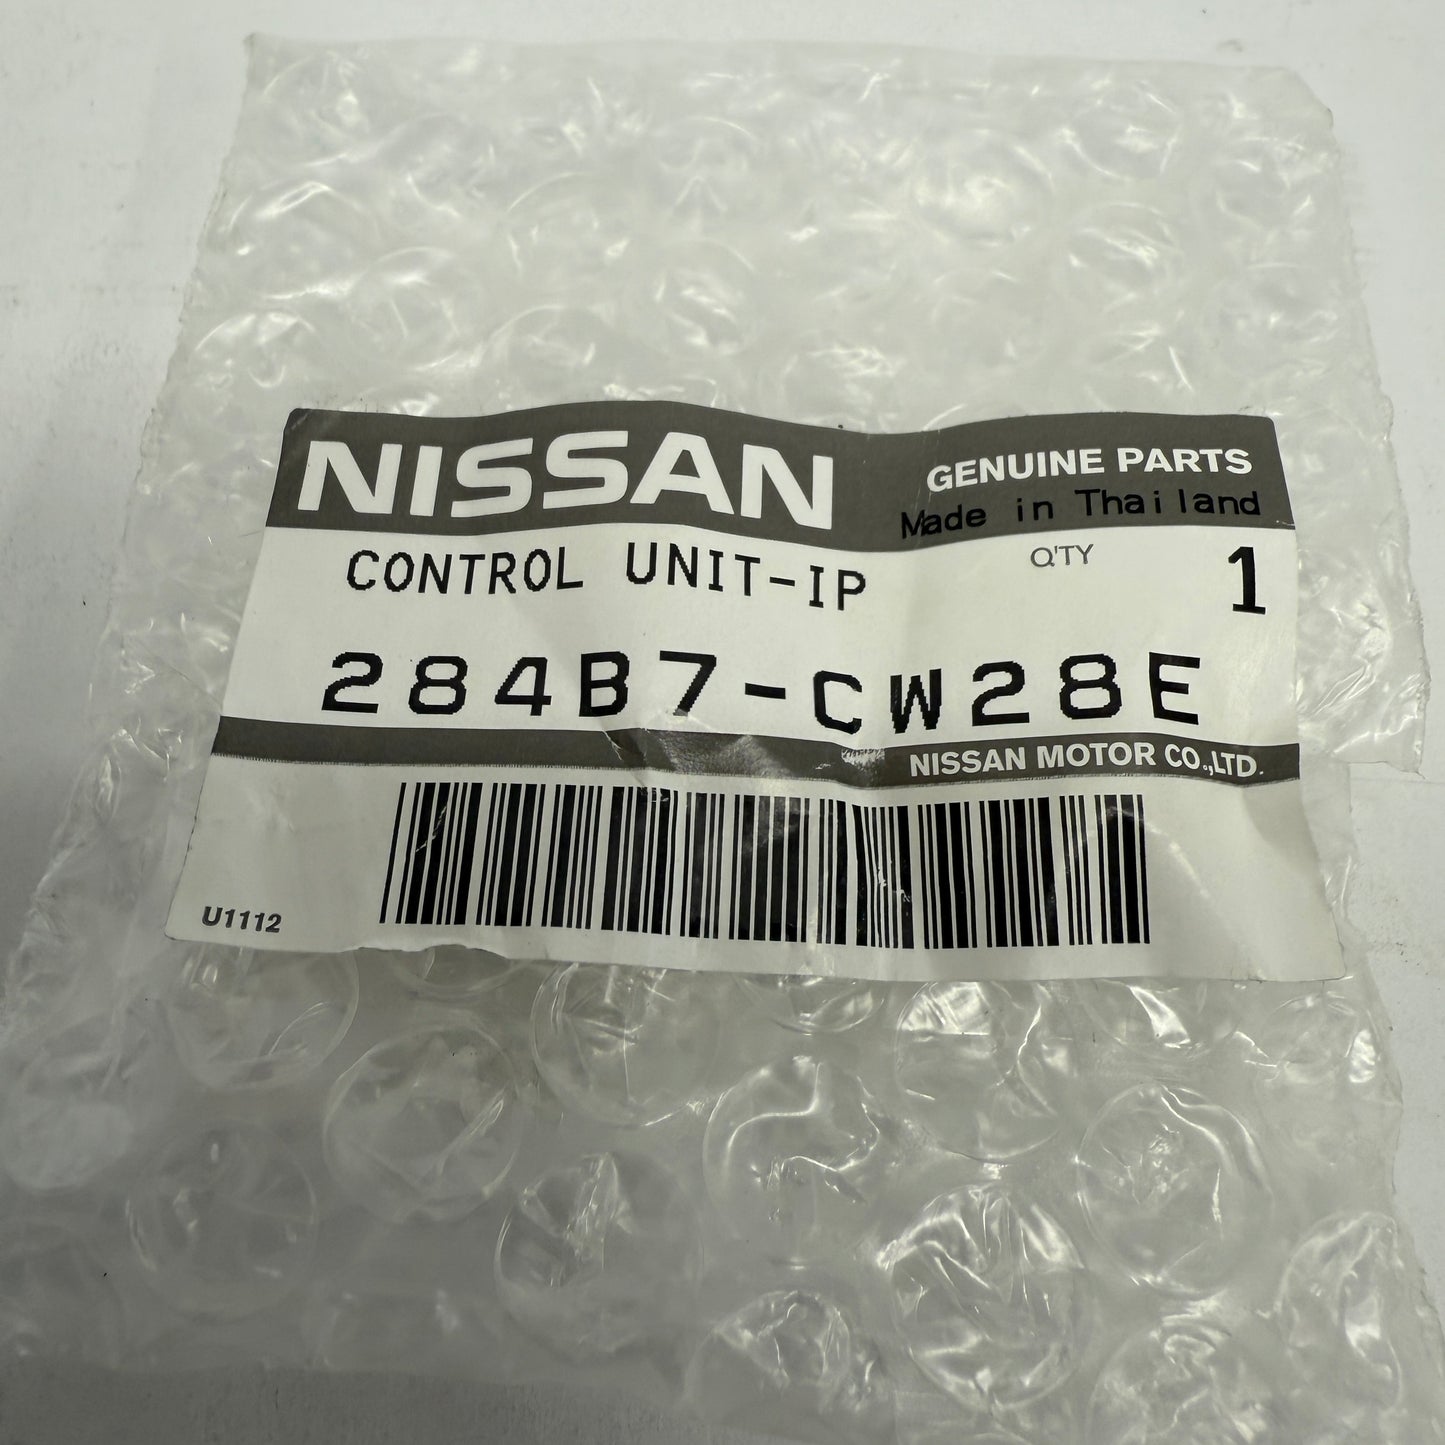 NISSAN
GENUINE PARTS
Made in Thailand
CONTROL UNIT-IP
Q'TY
1
284B7-CW28E
NISSAN MOTOR CO.,LTD.
U1112